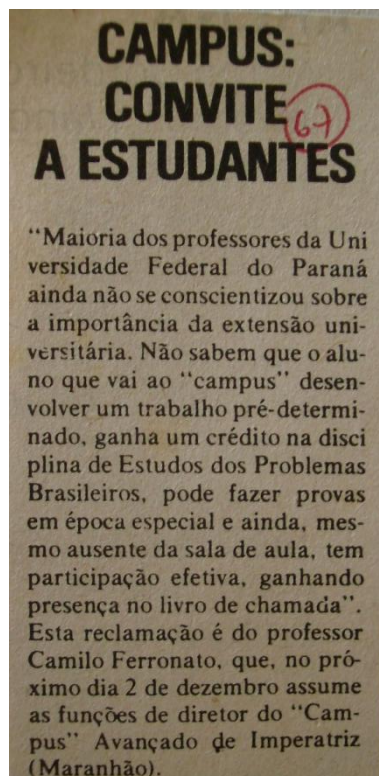 CAMPUS:
CONVITE
67
A ESTUDANTES
“Maioria dos professores da Uni
versidade Federal do Paraná
ainda não se conscientizou sobre
a importância da extensão uni-
versitária. Não sabem que o alu-
no que vai ao “campus” desen-
volver um trabalho pré-determi-
nado, ganha um crédito na disci
plina de Estudos dos Problemas
Brasileiros, pode fazer provas
em época especial e ainda, mes-
mo ausente da sala de aula, tem
participação efetiva, ganhando
presença no livro de chamada”.
Esta reclamação é do professor
Camilo Ferronato, que, no pró-
ximo dia 2 de dezembro assume
as funções de diretor do “Cam-
pus” Avançado de Imperatriz
(Maranhão).